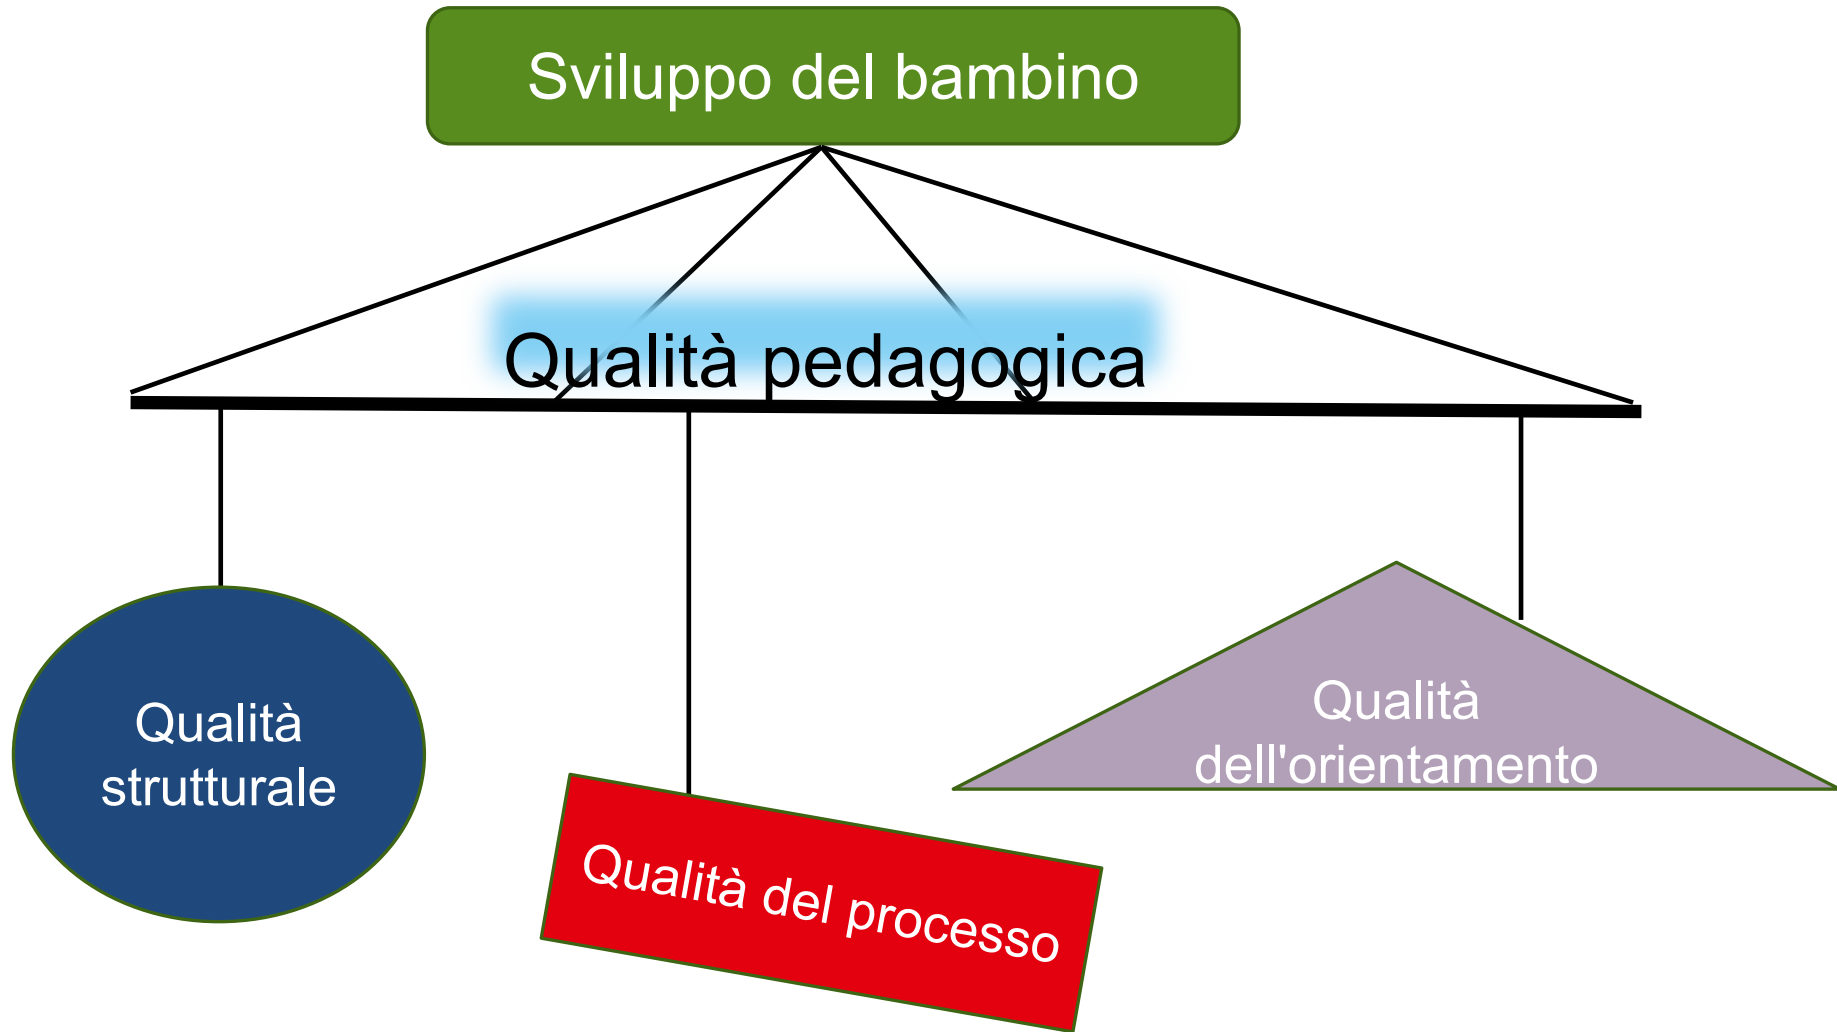 Sviluppo del bambino
Qualità pedagogica
Qualità
strutturale
Qualità del processo
Qualità
dell'orientamento